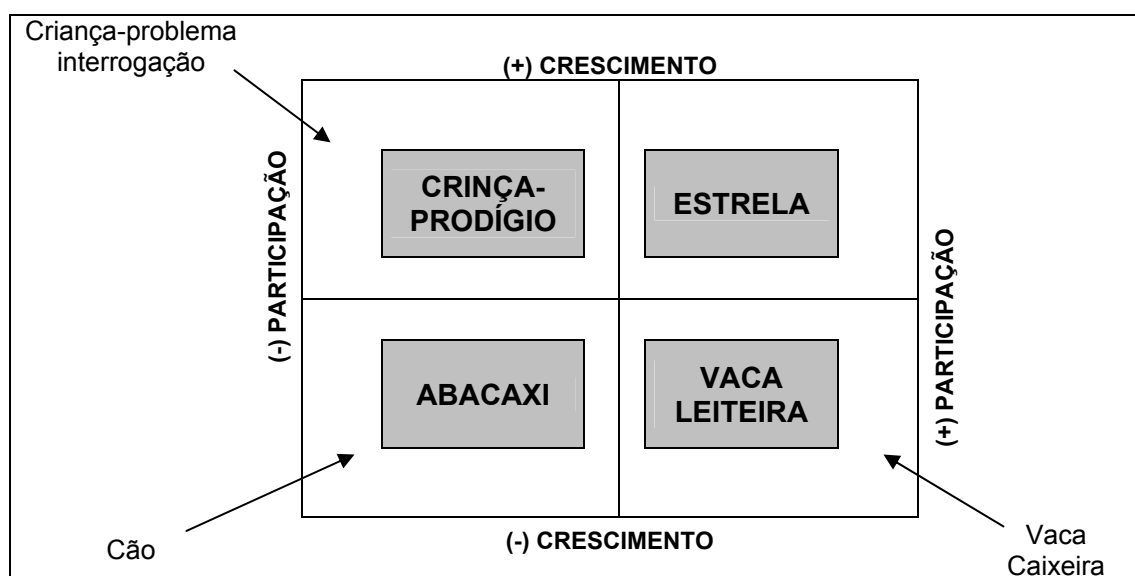 Criança-problema
interrogação
(+) CRESCIMENTO
(-) PARTICIPAÇÃO
CRINÇA-
PRODÍGIO
ESTRELA
(+) PARTICIPAÇÃO
ABACAXI
VACA
LEITEIRA
Cão
(-) CRESCIMENTO
Vaca
Caixeira